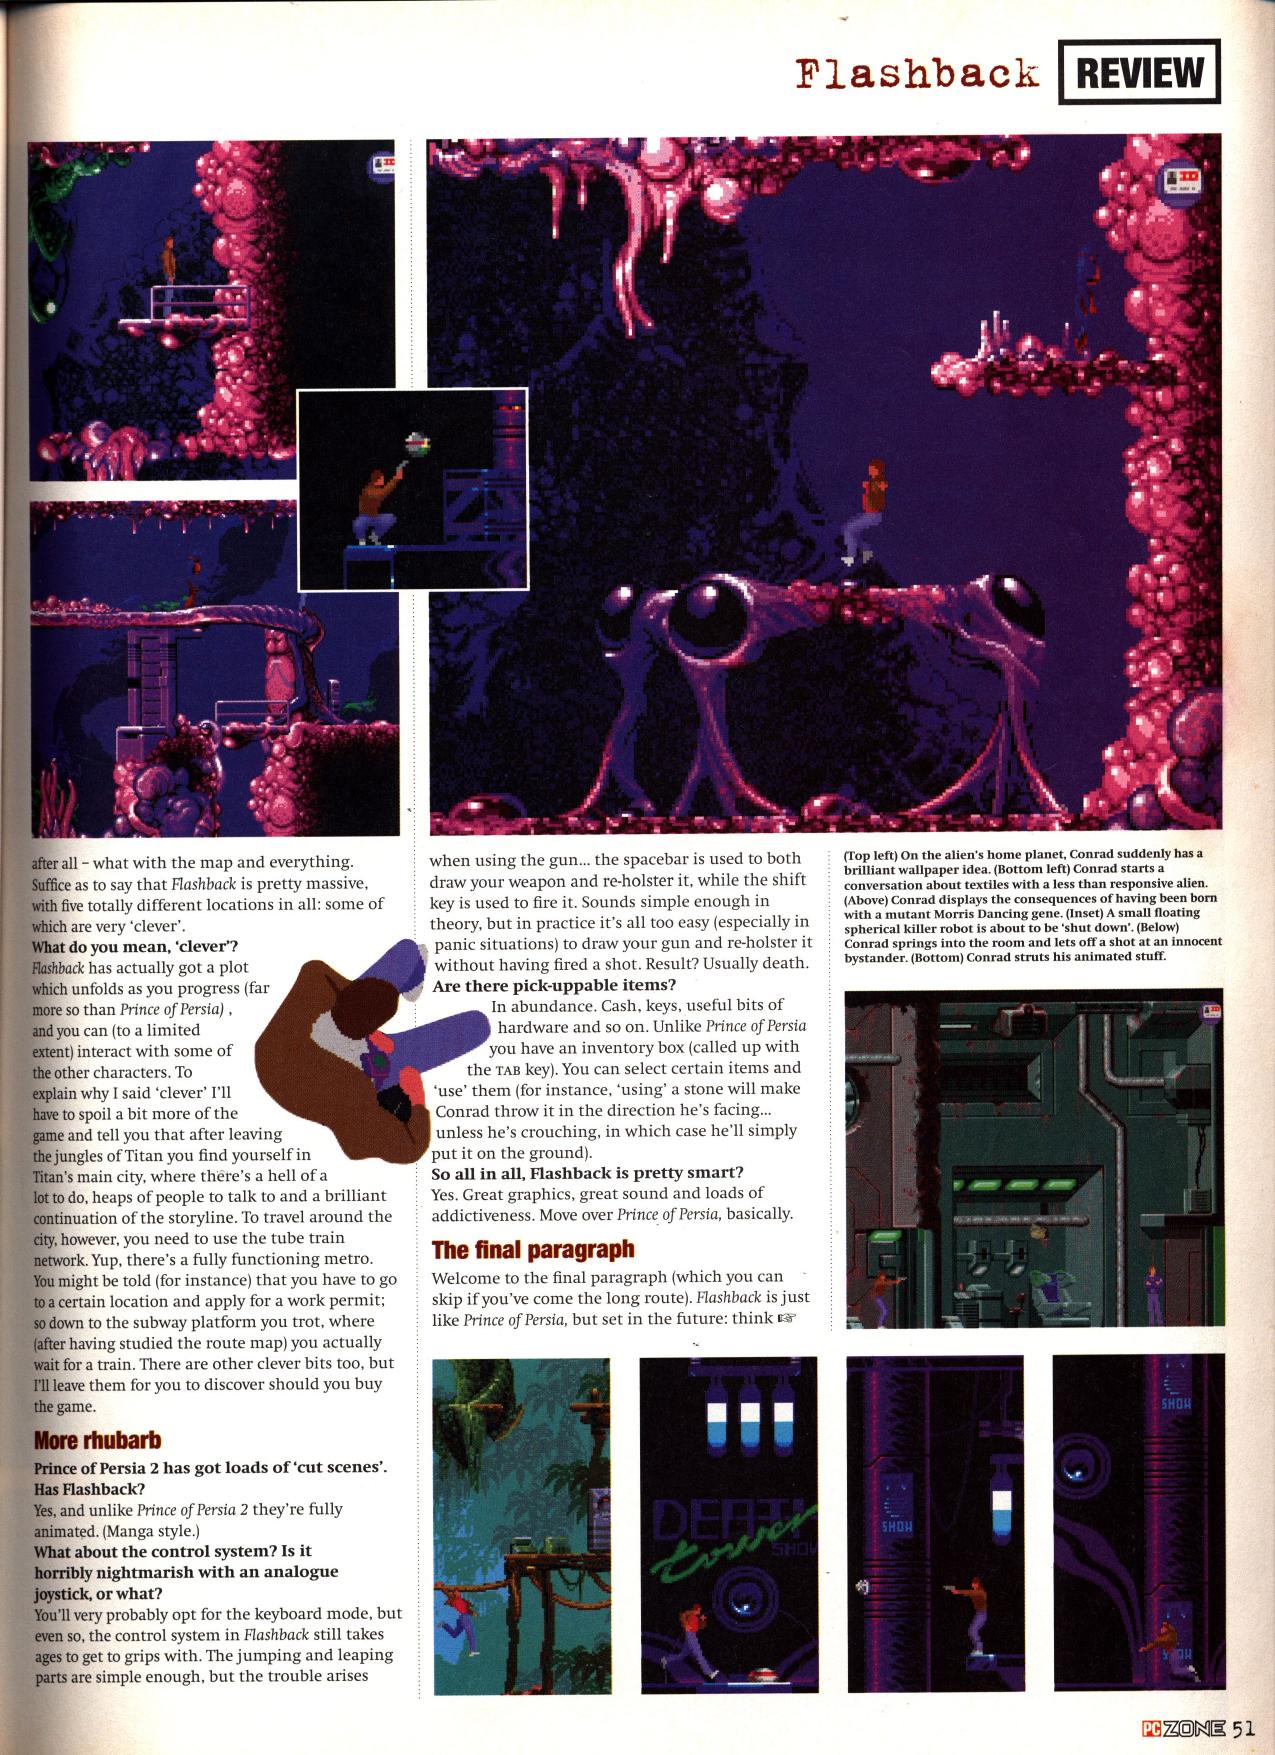 Flashback REVIEW
after all – what with the map and everything.
Suffice as to say that Flashback is pretty massive,
with five totally different locations in all: some of
which are very ‘clever’.
What do you mean, ‘clever’?
Flashback has actually got a plot
which unfolds as you progress (far
more so than Prince of Persia) ,
and you can (to a limited
extent) interact with some of
the other characters. To
explain why I said ‘clever’ I’ll
have to spoil a bit more of the
game and tell you that after leaving
the jungles of Titan you find yourself in
Titan’s main city, where there’s a hell of a
lot to do, heaps of people to talk to and a brilliant
continuation of the storyline. To travel around the
city, however, you need to use the tube train
network. Yup, there’s a fully functioning metro.
You might be told (for instance) that you have to go
to a certain location and apply for a work permit;
so down to the subway platform you trot, where
(after having studied the route map) you actually
wait for a train. There are other clever bits too, but
I’ll leave them for you to discover should you buy
the game.
More rhubarb
Prince of Persia 2 has got loads of ‘cut scenes’.
Has Flashback?
Yes, and unlike Prince of Persia 2 they’re fully
animated. (Manga style.)
What about the control system? Is it
horribly nightmarish with an analogue
joystick, or what?
You’ll very probably opt for the keyboard mode, but
even so, the control system in Flashback still takes
ages to get to grips with. The jumping and leaping
parts are simple enough, but the trouble arises
when using the gun... the spacebar is used to both
draw your weapon and re-holster it, while the shift
key is used to fire it. Sounds simple enough in
theory, but in practice it’s all too easy (especially in
panic situations) to draw your gun and re-holster it
without having fired a shot. Result? Usually death.
Are there pick-uppable items?
In abundance. Cash, keys, useful bits of
hardware and so on. Unlike Prince of Persia
you have an inventory box (called up with
the TAB key). You can select certain items and
‘use’ them (for instance, ‘using’ a stone will make
Conrad throw it in the direction he’s facing...
unless he’s crouching, in which case he’ll simply
put it on the ground).
So all in all, Flashback is pretty smart?
Yes. Great graphics, great sound and loads of
addictiveness. Move over Prince of Persia, basically.
The final paragraph
Welcome to the final paragraph (which you can
skip if you’ve come the long route). Flashback is just
like Prince of Persia, but set in the future: think ☞
(Top left) On the alien’s home planet, Conrad suddenly has a
brilliant wallpaper idea. (Bottom left) Conrad starts a
conversation about textiles with a less than responsive alien.
(Above) Conrad displays the consequences of having been born
with a mutant Morris Dancing gene. (Inset) A small floating
spherical killer robot is about to be ‘shut down’. (Below)
Conrad springs into the room and lets off a shot at an innocent
bystander. (Bottom) Conrad struts his animated stuff.
DEATH
tower
SHOW
SHOW
SHOW
SHOW
PC ZONE 51